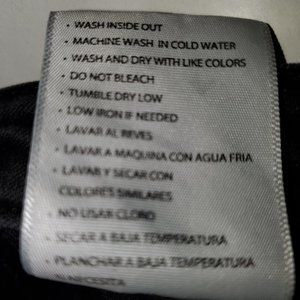 • WASH INSIDE OUT
• MACHINE WASH IN COLD WATER
• WASH AND DRY WITH LIKE COLORS
• DO NOT BLEACH
• TUMBLE DRY LOW
• LOW IRON IF NEEDED
• LAVAR AL REVES
• LAVAR A MAQUINA CON AGUA FRIA
• LAVAR Y SECAR CON
COLORES SIMILARES
• NO USAR CLORO
• SECAR A BAJA TEMPERATURA
• PLANCHAR A BAJA TEMPERATURA
SI NECESITA